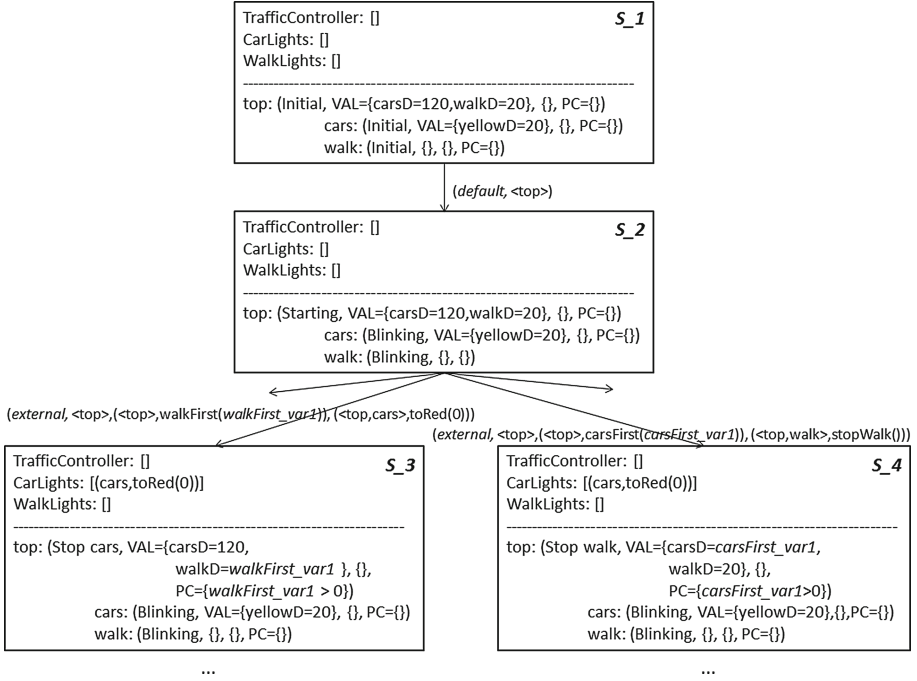 TrafficController: []
S_1
CarLights: []
WalkLights: []
top: (Initial, VAL={carsD=120,walkD=20}, {}, PC={})
cars: (Initial, VAL={yellowD=20}, {}, PC={})
walk: (Initial, {}, {}, PC={})
(default, <top>)
TrafficController: []
S_2
CarLights: []
WalkLights: []
top: (Starting, VAL={carsD=120,walkD=20}, {}, PC={})
cars: (Blinking, VAL={yellowD=20}, {}, PC={})
walk: (Blinking, {}, {})
(external, <top>,(<top>,walkFirst(walkFirst_var1)), (<top,cars>,toRed(0)))
(external, <top>,(<top>,carsFirst(carsFirst_var1)), (<top,walk>,stopWalk()))
TrafficController: []
S_3
CarLights: [(cars,toRed(0))]
WalkLights: []
top: (Stop cars, VAL={carsD=120,
walkD=walkFirst_var1 }, {},
PC={walkFirst_var1 > 0})
cars: (Blinking, VAL={yellowD=20}, {}, PC={})
walk: (Blinking, {}, {}, PC={})
...
TrafficController: []
S_4
CarLights: [(cars,toRed(0))]
WalkLights: []
top: (Stop walk, VAL={carsD=carsFirst_var1,
walkD=20}, {},
PC={carsFirst_var1>0})
cars: (Blinking, VAL={yellowD=20},{},PC={})
walk: (Blinking, {}, {}, PC={})
...